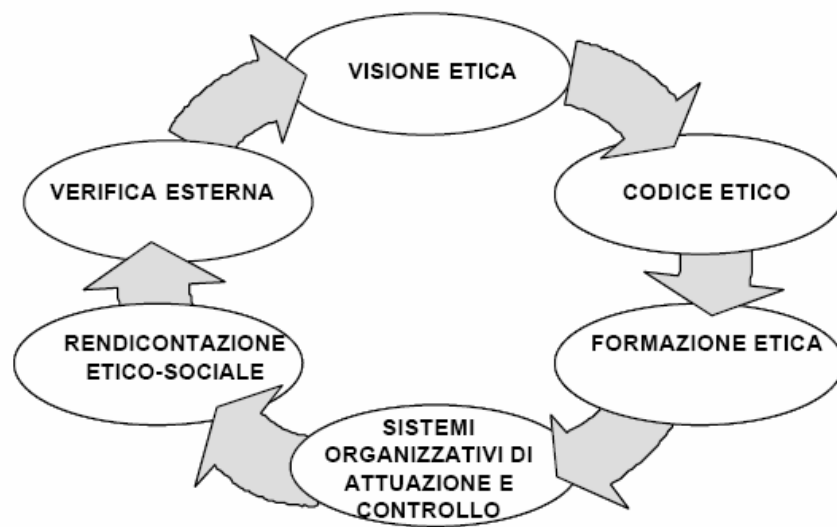 VISIONE ETICA
CODICE ETICO
FORMAZIONE ETICA
SISTEMI
ORGANIZZATIVI DI
ATTUAZIONE E
CONTROLLO
RENDICONTAZIONE
ETICO-SOCIALE
VERIFICA ESTERNA